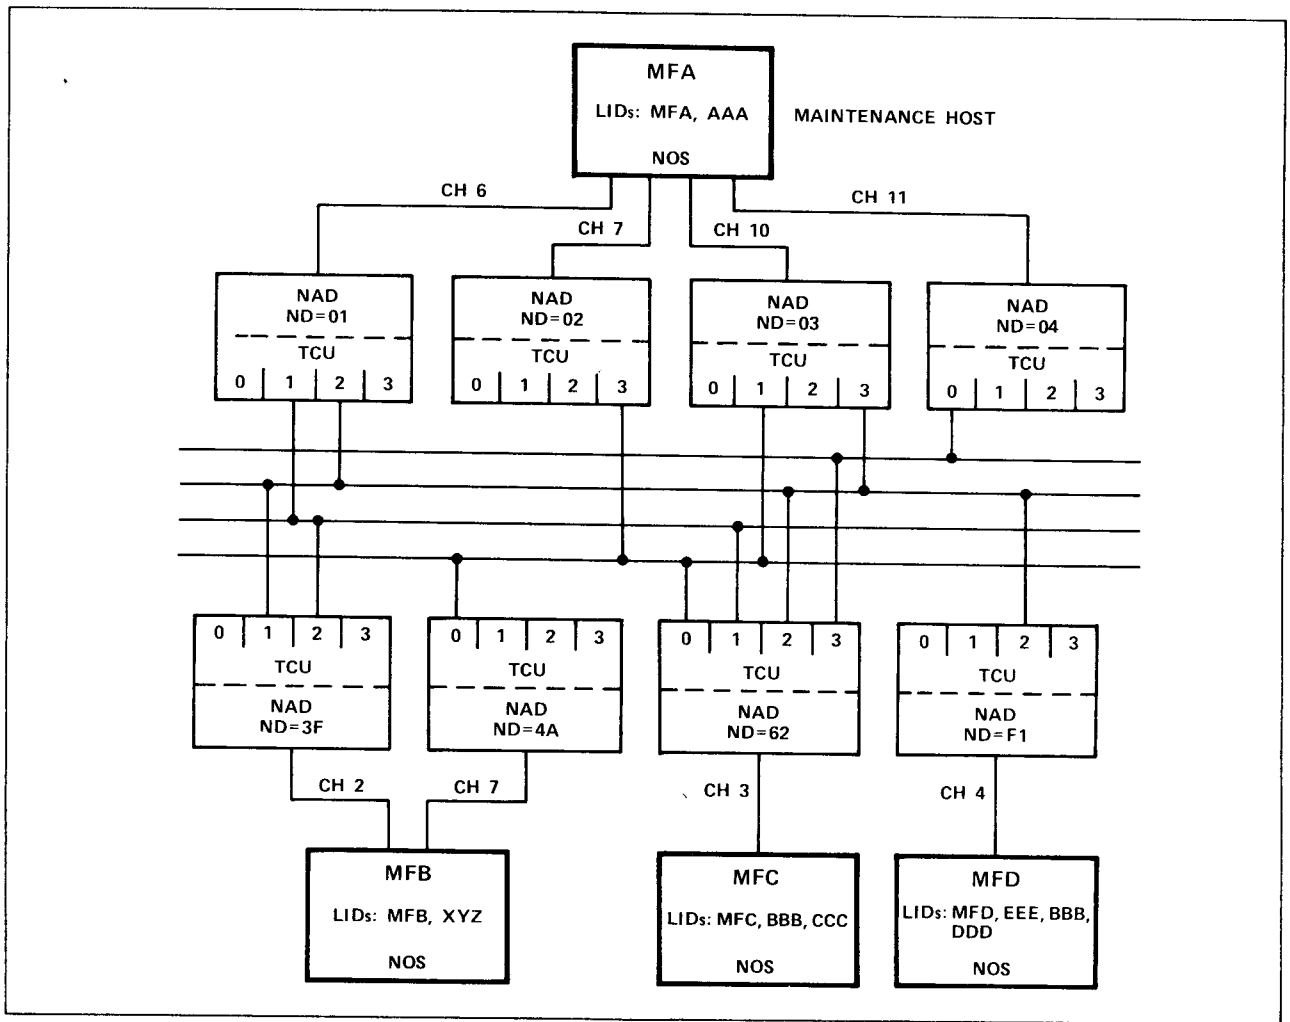 MFA
LIDs: MFA, AAA
MAINTENANCE HOST
NOS
CH 6
CH 11
CH 7
CH 10
NAD
ND=01
TCU
0 1 2 3
NAD
ND=02
TCU
0 1 2 3
NAD
ND=03
TCU
0 1 2 3
NAD
ND=04
TCU
0 1 2 3
0 1 2 3
TCU
NAD
ND=3F
0 1 2 3
TCU
NAD
ND=4A
0 1 2 3
TCU
NAD
ND=62
0 1 2 3
TCU
NAD
ND=F1
CH 2
CH 7
CH 3
CH 4
MFB
LIDs: MFB, XYZ
NOS
MFC
LIDs: MFC, BBB, CCC
NOS
MFD
LIDs: MFD, EEE, BBB,
DDD
NOS